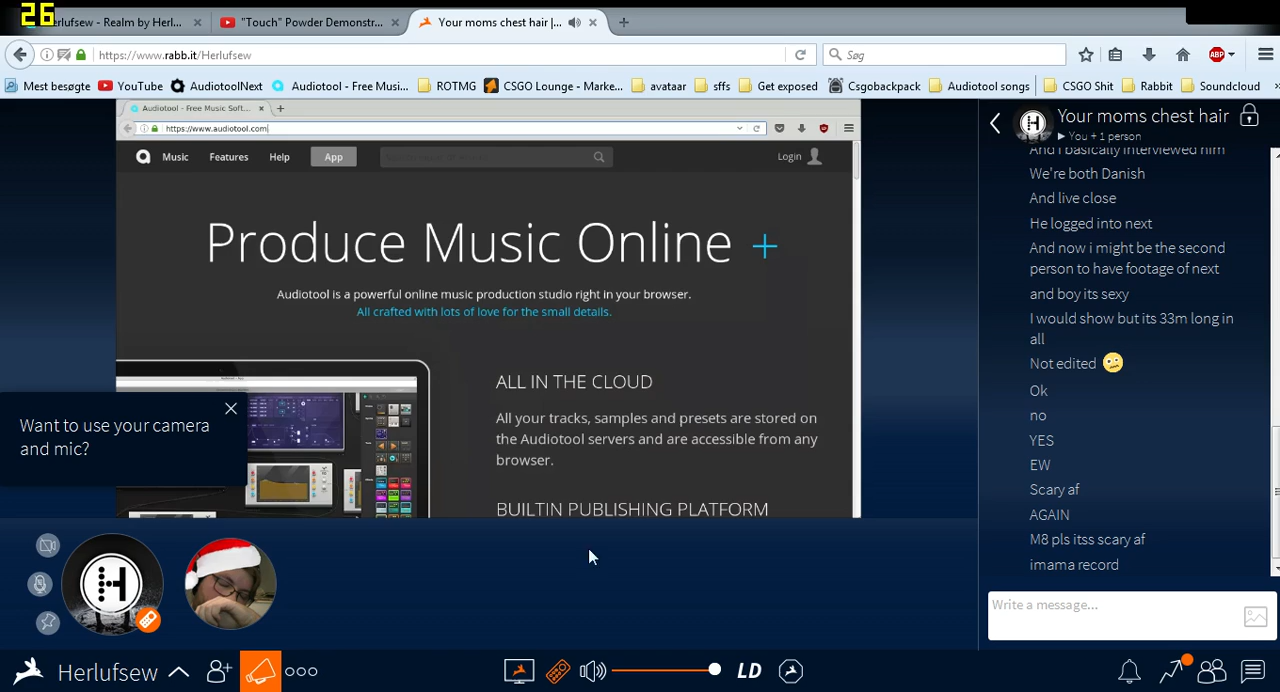 26
erlufsew - Realm by Herl...
"Touch" Powder Demonstr...
Your moms chest hair |...
https://www.rabb.it/Herlufsew
Søg
ABP
Mest besøgte
YouTube
AudiotoolNext
Audiotool - Free Musi...
ROTMG
CSGO Lounge - Marke...
avataar
sffs
Get exposed
Csgobackpack
Audiotool songs
CSGO Shit
Rabbit
Soundcloud
Audiotool - Free Music Soft...
https://www.audiotool.com
Music
Features
Help
App
Login
Produce Music Online +
Audiotool is a powerful online music production studio right in your browser.
All crafted with lots of love for the small details.
ALL IN THE CLOUD
All your tracks, samples and presets are stored on
the Audiotool servers and are accessible from any
browser.
BUILTIN PUBLISHING PLATFORM
Want to use your camera
and mic?
H
Herlufsew
LD
H
Your moms chest hair
You + 1 person
And I basically interviewed him
We're both Danish
And live close
He logged into next
And now i might be the second
person to have footage of next
and boy its sexy
I would show but its 33m long in
all
Not edited
Ok
no
YES
EW
Scary af
AGAIN
M8 pls itss scary af
imama record
Write a message...